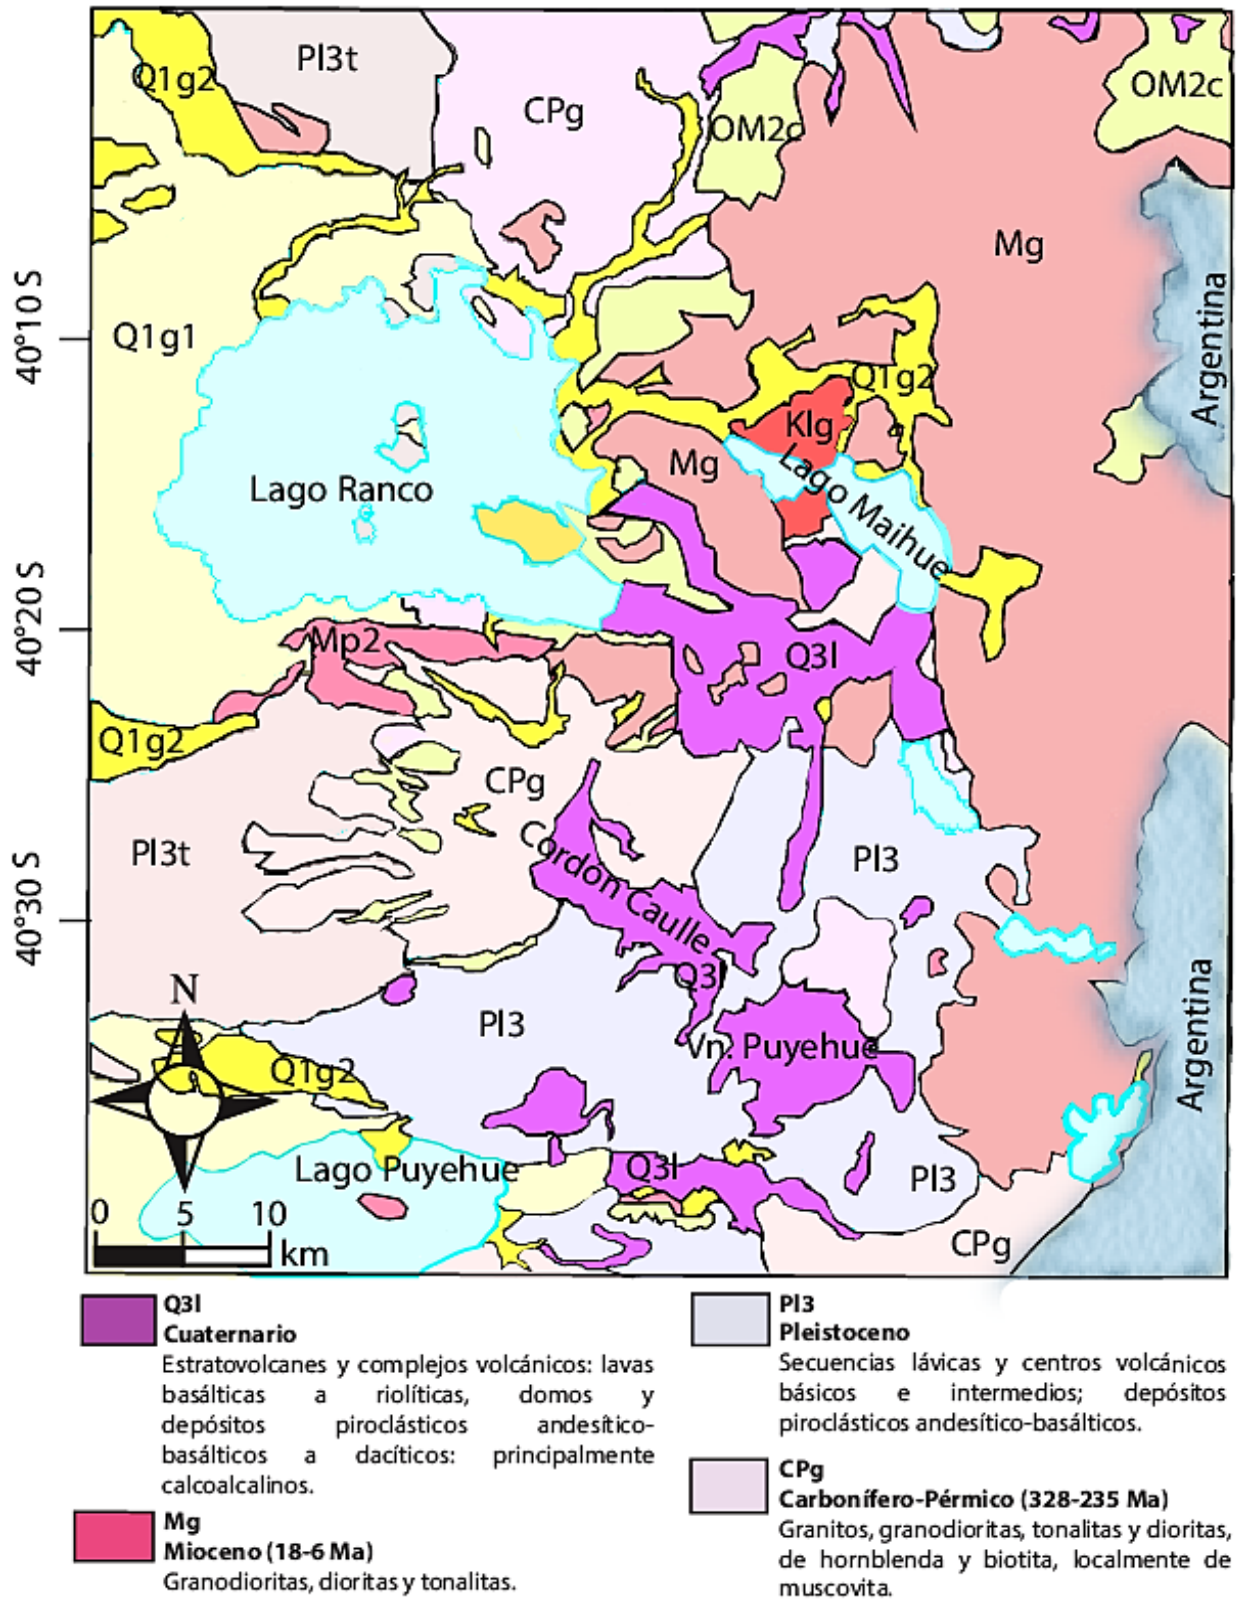 Pl3t
Q1g2
CPg
OM2c
OM2c
Mg
40°10 S
Q1g1
Argentina
Q1g2
Klg
Mg
Lago Maihue
Lago Ranco
40°20 S
Mp2
Q3l
Q1g2
CPg
Pl3t
Cordón Caulle
Pl3
40°30 S
Q3l
N
Pl3
Vn. Puyehue
Q1g2
Argentina
Lago Puyehue
Q3l
Pl3
CPg
0 5 10
km
Q3l
Cuaternario
Estratovolcanes y complejos volcánicos: lavas
basálticas a riolíticas, domos y
depósitos piroclásticos andesítico-
basálticos a dacíticos: principalmente
calcoalcalinos.
Mg
Mioceno (18-6 Ma)
Granodioritas, dioritas y tonalitas.
Pl3
Pleistoceno
Secuencias lávicas y centros volcánicos
básicos e intermedios; depósitos
piroclásticos andesítico-basálticos.
CPg
Carbonífero-Pérmico (328-235 Ma)
Granitos, granodioritas, tonalitas y dioritas,
de hornblenda y biotita, localmente de
muscovita.